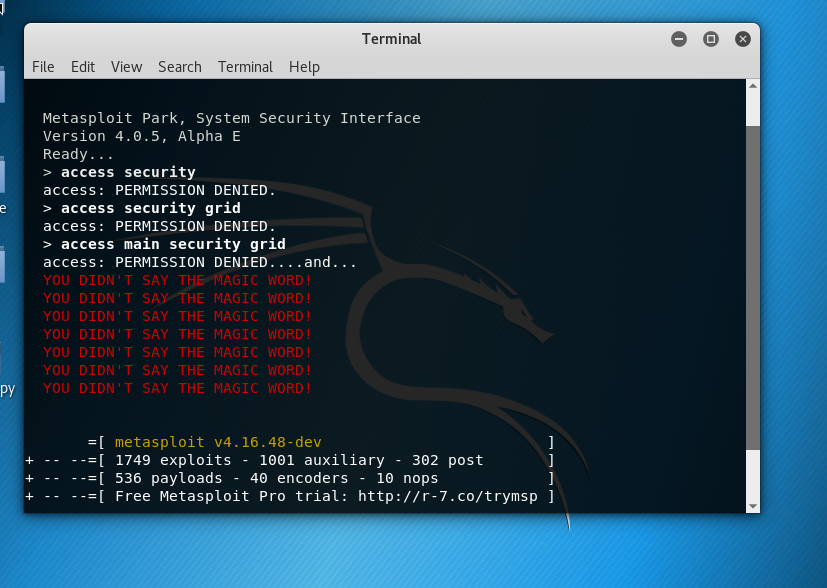 Terminal
File Edit View Search Terminal Help
Metasploit Park, System Security Interface
Version 4.0.5, Alpha E
Ready...
> access security
access: PERMISSION DENIED.
> access security grid
access: PERMISSION DENIED.
> access main security grid
access: PERMISSION DENIED....and...
YOU DIDN'T SAY THE MAGIC WORD!
YOU DIDN'T SAY THE MAGIC WORD!
YOU DIDN'T SAY THE MAGIC WORD!
YOU DIDN'T SAY THE MAGIC WORD!
YOU DIDN'T SAY THE MAGIC WORD!
YOU DIDN'T SAY THE MAGIC WORD!
YOU DIDN'T SAY THE MAGIC WORD!
=[ metasploit v4.16.48-dev ]
+ -- --=[ 1749 exploits - 1001 auxiliary - 302 post ]
+ -- --=[ 536 payloads - 40 encoders - 10 nops ]
+ -- --=[ Free Metasploit Pro trial: http://r-7.co/trymsp ]
e
py